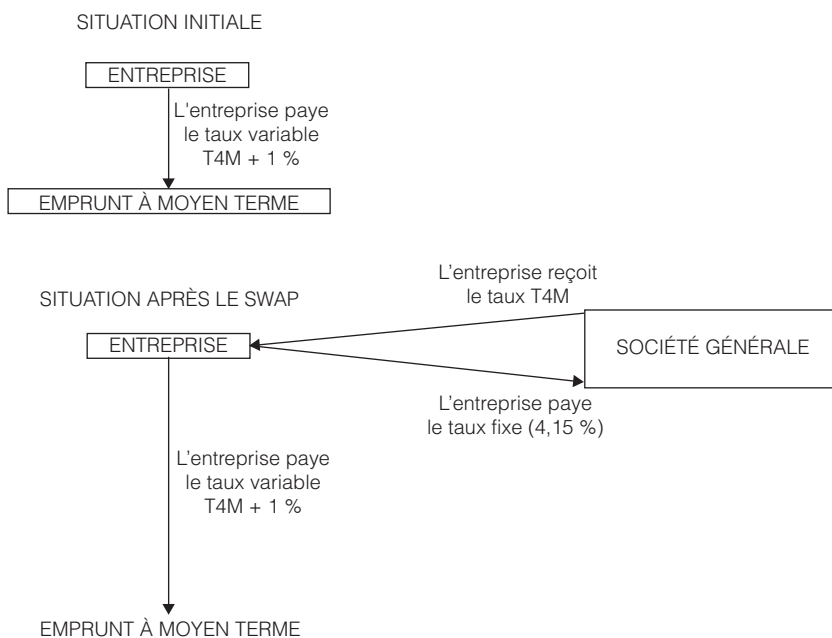 SITUATION INITIALE
ENTREPRISE
L'entreprise paye
le taux variable
T4M + 1 %
EMPRUNT À MOYEN TERME
SITUATION APRÈS LE SWAP
L’entreprise reçoit
le taux T4M
ENTREPRISE
SOCIÉTÉ GÉNÉRALE
L’entreprise paye
le taux fixe (4,15 %)
L’entreprise paye
le taux variable
T4M + 1 %
EMPRUNT À MOYEN TERME